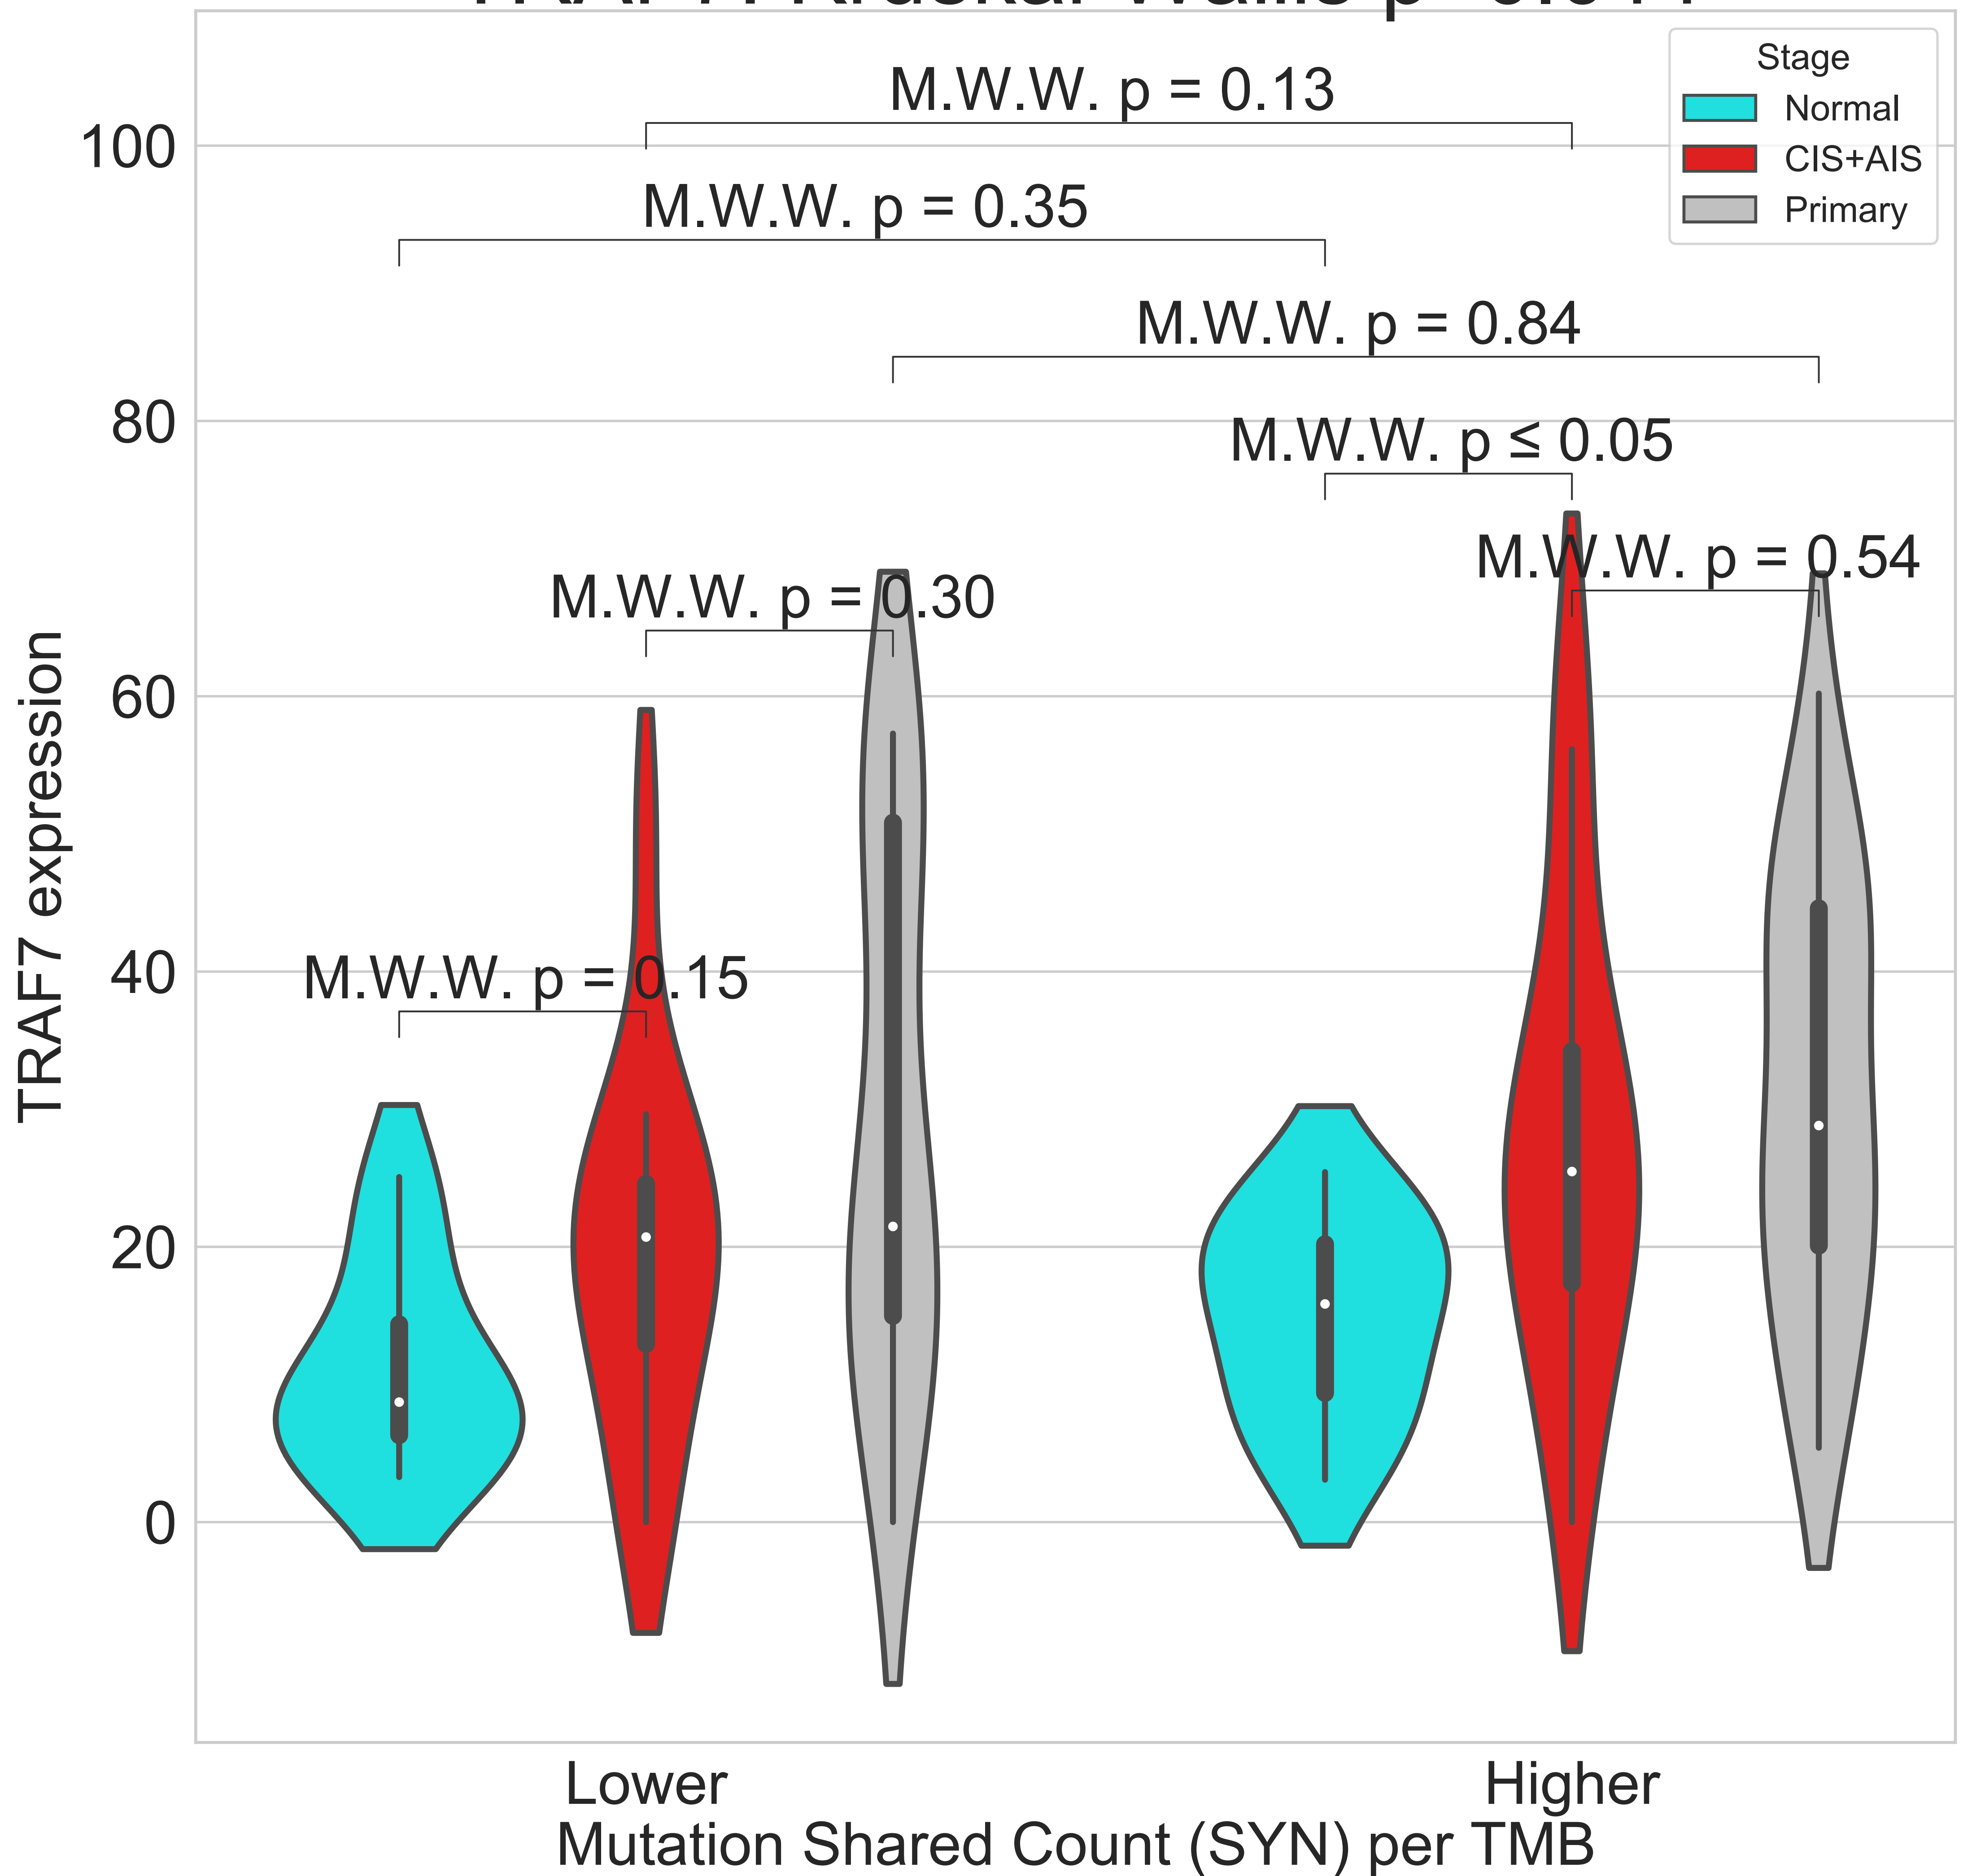 Stage
Normal
CIS+AIS
Primary
M.W.W. p = 0.13
M.W.W. p = 0.35
M.W.W. p = 0.84
M.W.W. p ≤ 0.05
M.W.W. p = 0.54
M.W.W. p = 0.30
M.W.W. p = 0.15
100
80
60
40
20
0
TRAF7 expression
Lower
Higher
Mutation Shared Count (SYN) per TMB